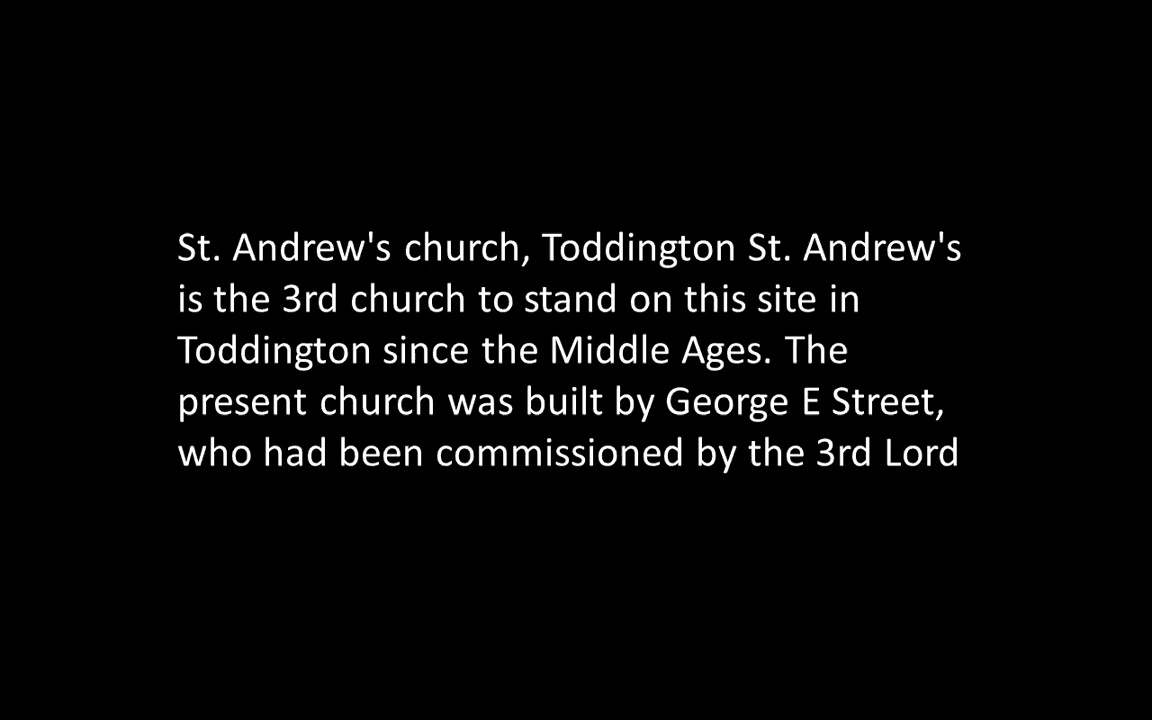 St. Andrew's church, Toddington St. Andrew's
is the 3rd church to stand on this site in
Toddington since the Middle Ages. The
present church was built by George E Street,
who had been commissioned by the 3rd Lord